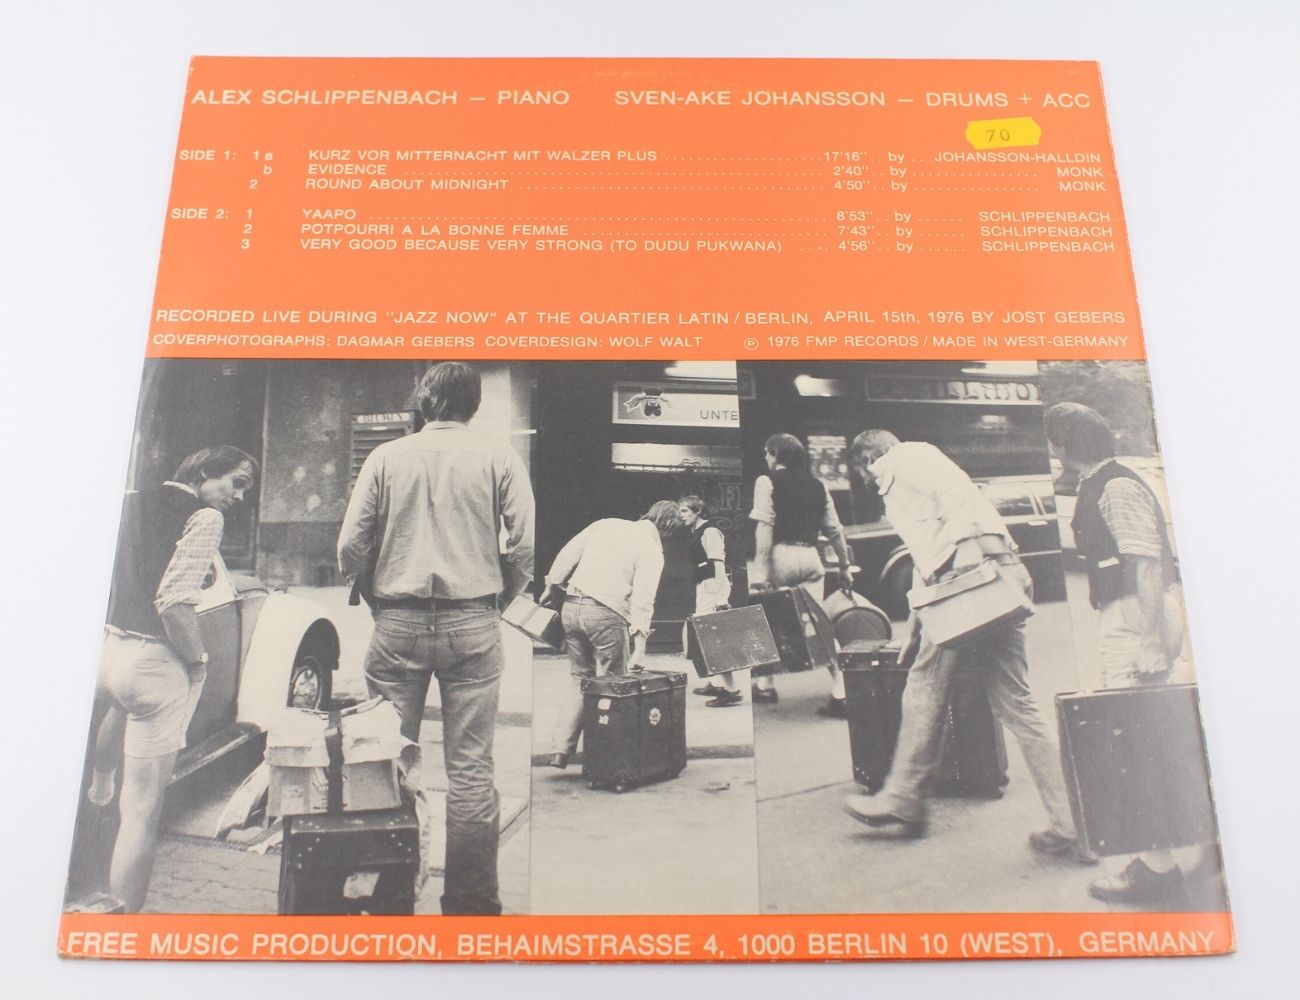 ALEX SCHLIPPENBACH – PIANO SVEN-AKE JOHANSSON – DRUMS + ACC
70
SIDE 1: 1 a KURZ VOR MITTERNACHT MIT WALZER PLUS 17'16'' . . by . . JOHANSSON-HALLDIN
b EVIDENCE 2'40'' . . by MONK
2 ROUND ABOUT MIDNIGHT 4'50'' . . by MONK
SIDE 2: 1 YAAPO 8'53'' . . by SCHLIPPENBACH
2 POTPOURRI A LA BONNE FEMME 7'43'' . . by SCHLIPPENBACH
3 VERY GOOD BECAUSE VERY STRONG (TO DUDU PUKWANA) 4'56'' . . by SCHLIPPENBACH
RECORDED LIVE DURING ''JAZZ NOW“ AT THE QUARTIER LATIN / BERLIN, APRIL 15th, 1976 BY JOST GEBERS
COVERPHOTOGRAPHS: DAGMAR GEBERS COVERDESIGN: WOLF WALT ℗ 1976 FMP RECORDS / MADE IN WEST-GERMANY
UNTE
FREE MUSIC PRODUCTION, BEHAIMSTRASSE 4, 1000 BERLIN 10 (WEST), GERMANY